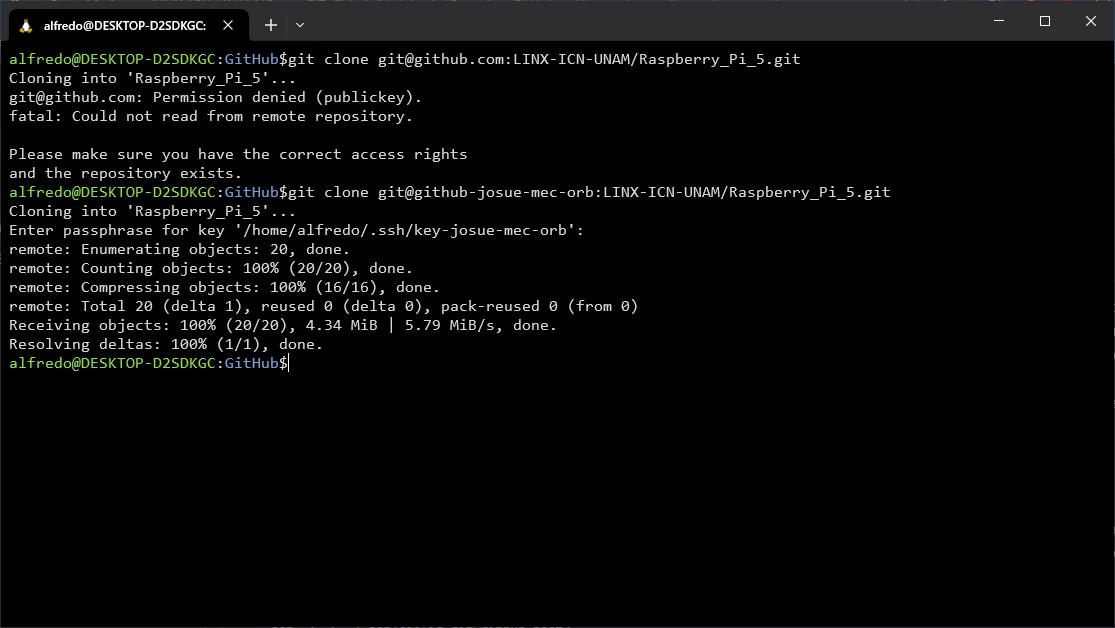 alfredo@DESKTOP-D2SDKGC:
alfredo@DESKTOP-D2SDKGC:GitHub$git clone git@github.com:LINX-ICN-UNAM/Raspberry_Pi_5.git
Cloning into 'Raspberry_Pi_5'...
git@github.com: Permission denied (publickey).
fatal: Could not read from remote repository.
Please make sure you have the correct access rights
and the repository exists.
alfredo@DESKTOP-D2SDKGC:GitHub$git clone git@github-josue-mec-orb:LINX-ICN-UNAM/Raspberry_Pi_5.git
Cloning into 'Raspberry_Pi_5'...
Enter passphrase for key '/home/alfredo/.ssh/key-josue-mec-orb':
remote: Enumerating objects: 20, done.
remote: Counting objects: 100% (20/20), done.
remote: Compressing objects: 100% (16/16), done.
remote: Total 20 (delta 1), reused 0 (delta 0), pack-reused 0 (from 0)
Receiving objects: 100% (20/20), 4.34 MiB | 5.79 MiB/s, done.
Resolving deltas: 100% (1/1), done.
alfredo@DESKTOP-D2SDKGC:GitHub$